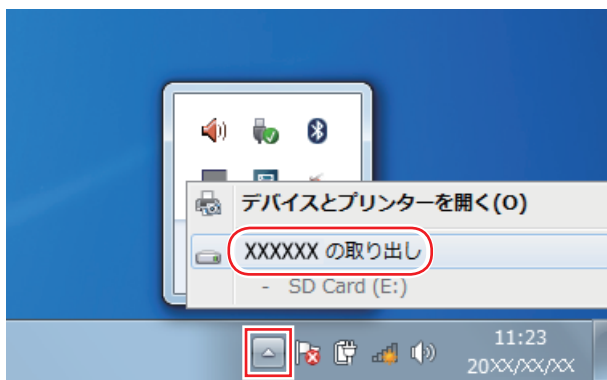 デバイスとプリンターを開く(O)
XXXXXX の取り出し
- SD Card (E:)
11:23
20XX/XX/XX